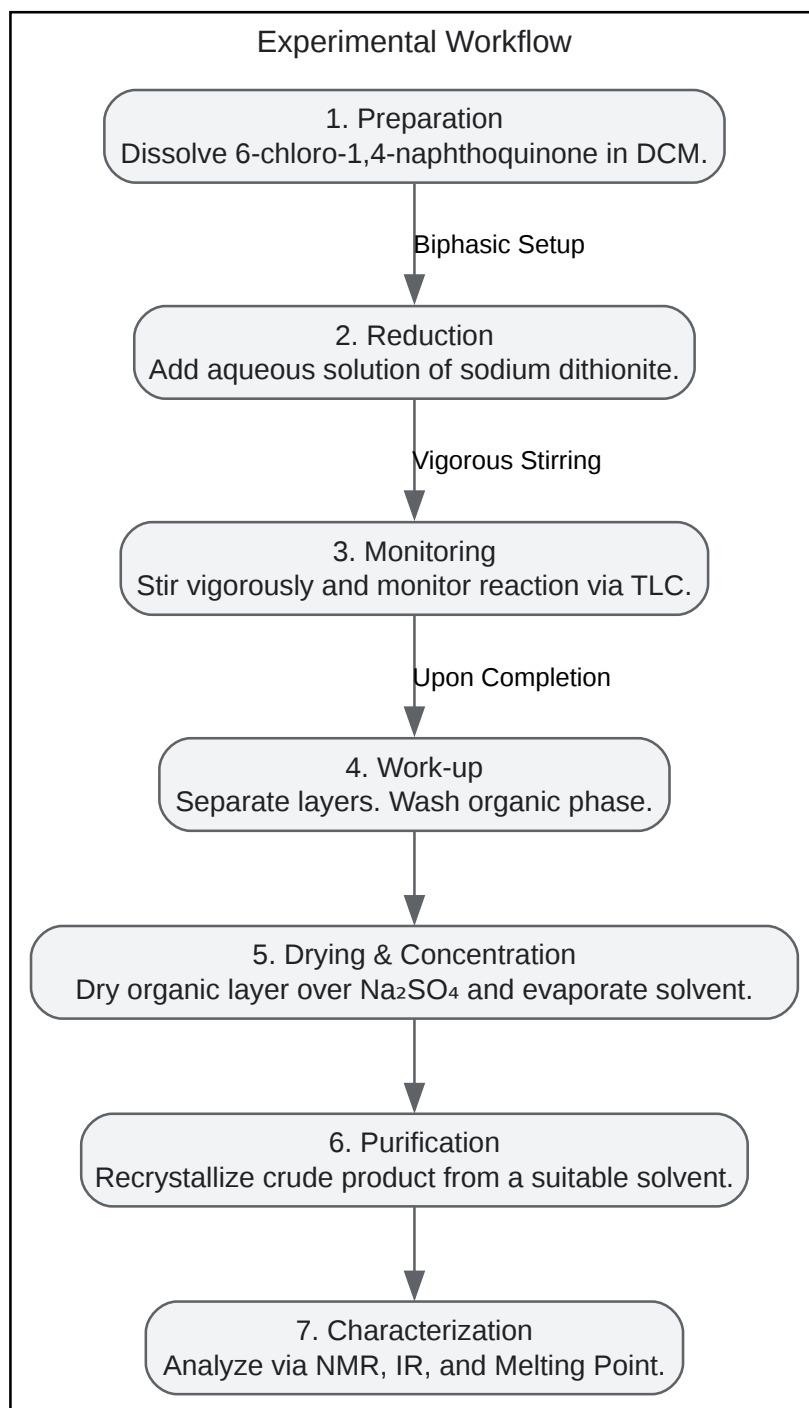 Experimental Workflow
1. Preparation
Dissolve 6-chloro-1,4-naphthoquinone in DCM.
Biphasic Setup
2. Reduction
Add aqueous solution of sodium dithionite.
Vigorous Stirring
3. Monitoring
Stir vigorously and monitor reaction via TLC.
Upon Completion
4. Work-up
Separate layers. Wash organic phase.
5. Drying & Concentration
Dry organic layer over Na₂SO₄ and evaporate solvent.
6. Purification
Recrystallize crude product from a suitable solvent.
7. Characterization
Analyze via NMR, IR, and Melting Point.